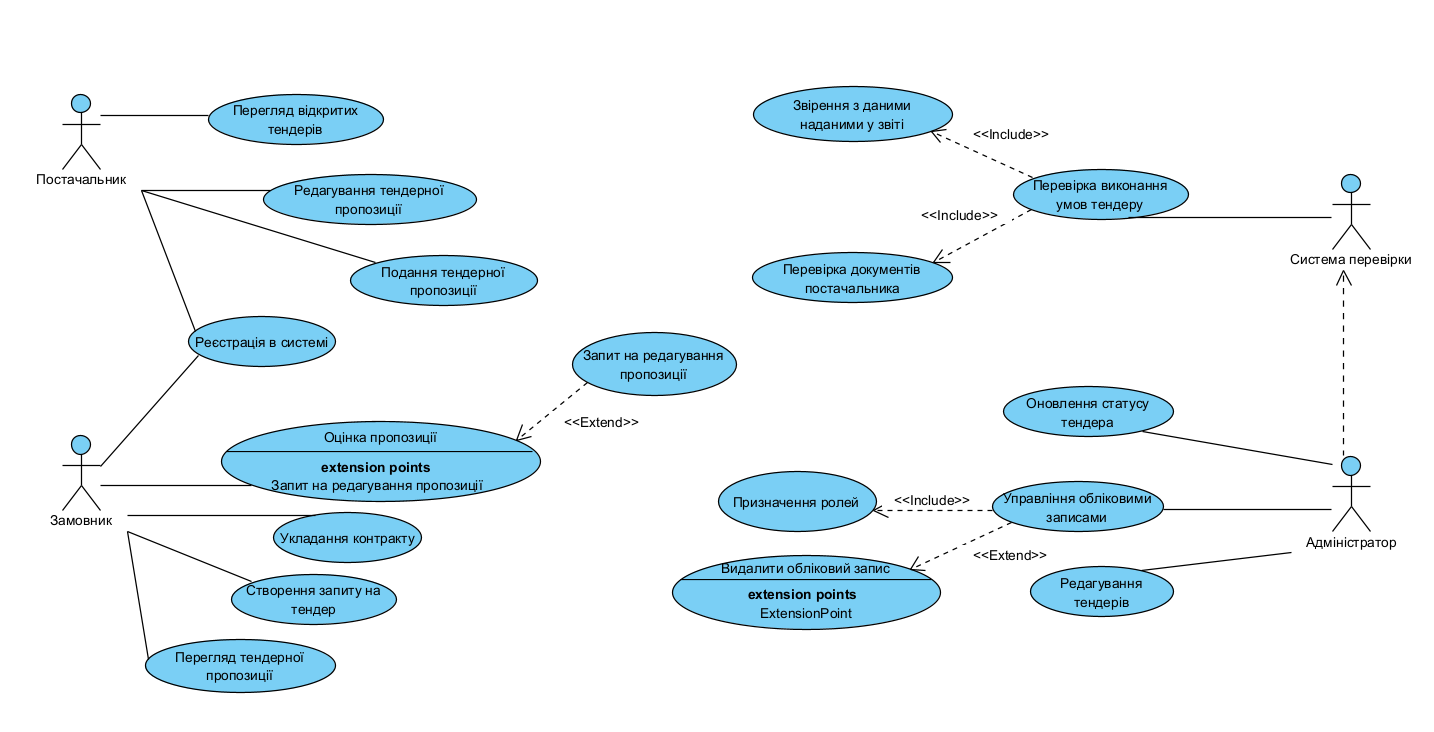 Перегляд відкритих
тендерів
Постачальник
Редагування тендерної
пропозиції
Подання тендерної
пропозиції
Реєстрація в системі
Запит на редагування
пропозиції
<<Extend>>
Оцінка пропозиції
extension points
Запит на редагування пропозиції
Замовник
Укладання контракту
Створення запиту на
тендер
Перегляд тендерної
пропозиції
Звірення з даними
наданими у звіті
<<Include>>
Перевірка виконання
умов тендеру
<<Include>>
Перевірка документів
постачальника
Система перевірки
Оновлення статусу
тендера
Призначення ролей
<<Include>>
Управління обліковими
записами
<<Extend>>
Адміністратор
Видалити обліковий запис
extension points
ExtensionPoint
Редагування
тендерів